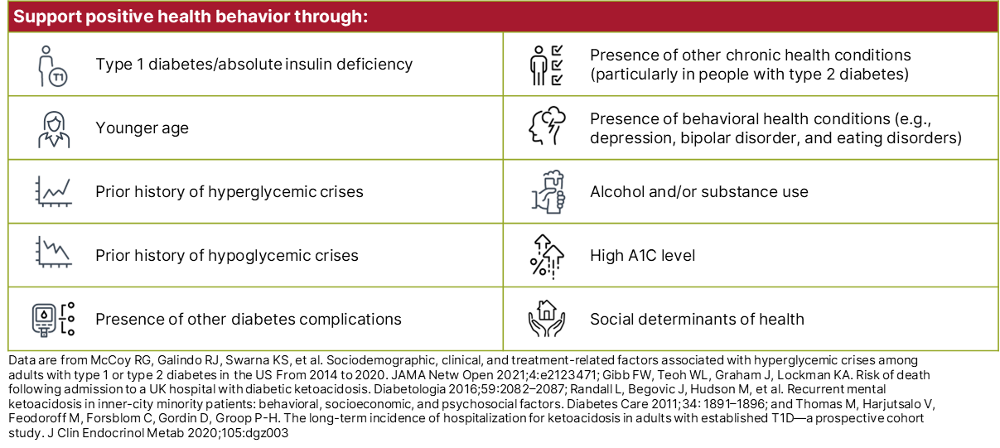 Support positive health behavior through:
T1
Type 1 diabetes/absolute insulin deficiency
Presence of other chronic health conditions
(particularly in people with type 2 diabetes)
Younger age
Presence of behavioral health conditions (e.g.,
depression, bipolar disorder, and eating disorders)
Prior history of hyperglycemic crises
Alcohol and/or substance use
Prior history of hypoglycemic crises
%
High A1C level
Presence of other diabetes complications
Social determinants of health
Data are from McCoy RG, Galindo RJ, Swarna KS, et al. Sociodemographic, clinical, and treatment-related factors associated with hyperglycemic crises among
adults with type 1 or type 2 diabetes in the US From 2014 to 2020. JAMA Netw Open 2021;4:e2123471; Gibb FW, Teoh WL, Graham J, Lockman KA. Risk of death
following admission to a UK hospital with diabetic ketoacidosis. Diabetologia 2016;59:2082–2087; Randall L, Begovic J, Hudson M, et al. Recurrent mental
ketoacidosis in inner-city minority patients: behavioral, socioeconomic, and psychosocial factors. Diabetes Care 2011;34: 1891–1896; and Thomas M, Harjutsalo V,
Feodoroff M, Forsblom C, Gordin D, Groop P-H. The long-term incidence of hospitalization for ketoacidosis in adults with established T1D—a prospective cohort
study. J Clin Endocrinol Metab 2020;105:dgz003